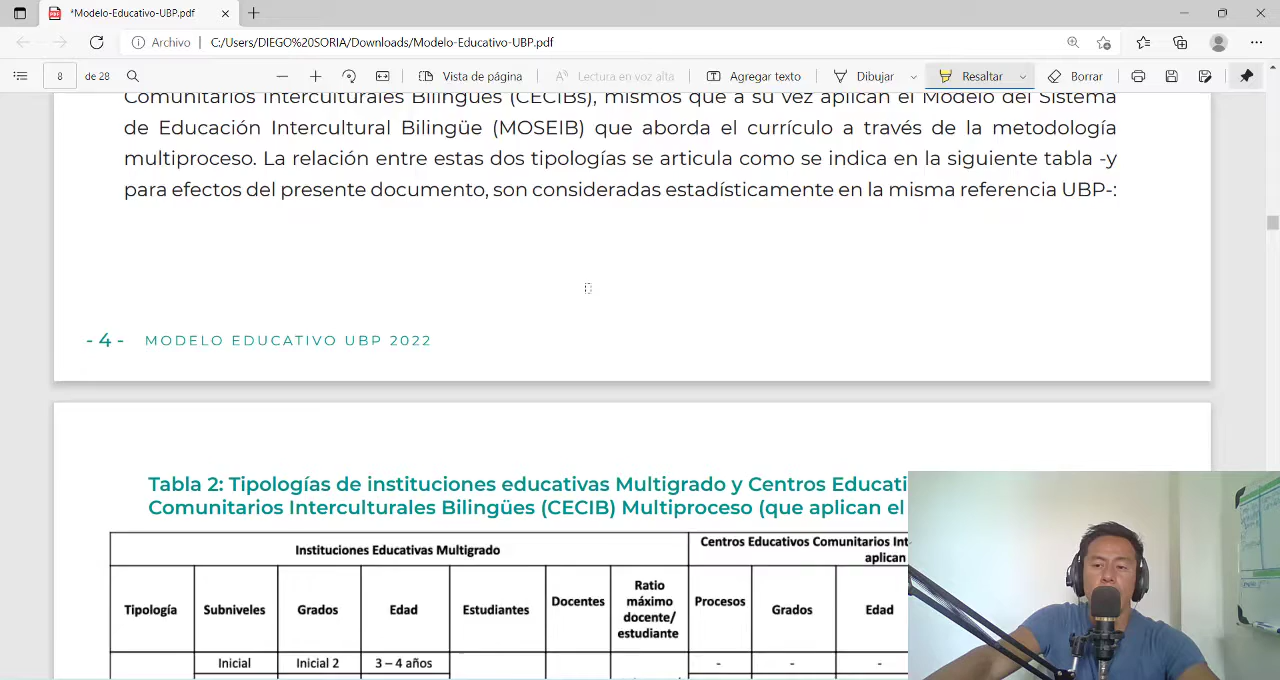 *Modelo-Educativo-UBP.pdf
Archivo | C:/Users/DIEGO%20SORIA/Downloads/Modelo-Educativo-UBP.pdf
8 de 28 Vista de página Lectura en voz alta Agregar texto Dibujar Resaltar Borrar
Comunitarios Interculturales Bilingües (CECIBs), mismos que a su vez aplican el Modelo del Sistema
de Educación Intercultural Bilingüe (MOSEIB) que aborda el currículo a través de la metodología
multiproceso. La relación entre estas dos tipologías se articula como se indica en la siguiente tabla -y
para efectos del presente documento, son consideradas estadísticamente en la misma referencia UBP-:
- 4 - MODELO EDUCATIVO UBP 2022
Tabla 2: Tipologías de instituciones educativas Multigrado y Centros Educati
Comunitarios Interculturales Bilingües (CECIB) Multiproceso (que aplican el
Instituciones Educativas Multigrado
Centros Educativos Comunitarios Int
aplican
Tipología Subniveles Grados Edad Estudiantes Docentes Ratio máximo docente/ estudiante Procesos Grados Edad
Inicial Inicial 2 3 – 4 años - - -